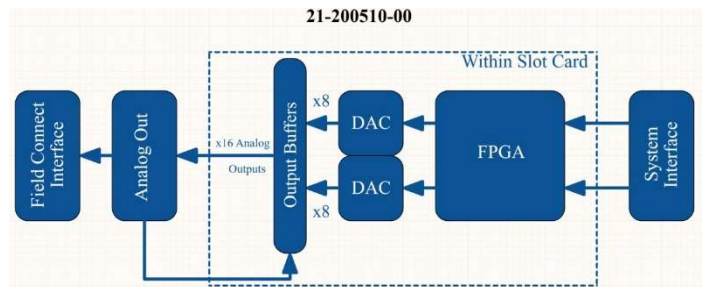 21-200510-00
Within Slot Card
Field Connect
Interface
Analog Out
x16 Analog
Outputs
Output Buffers
x8
DAC
x8
DAC
FPGA
System
Interface